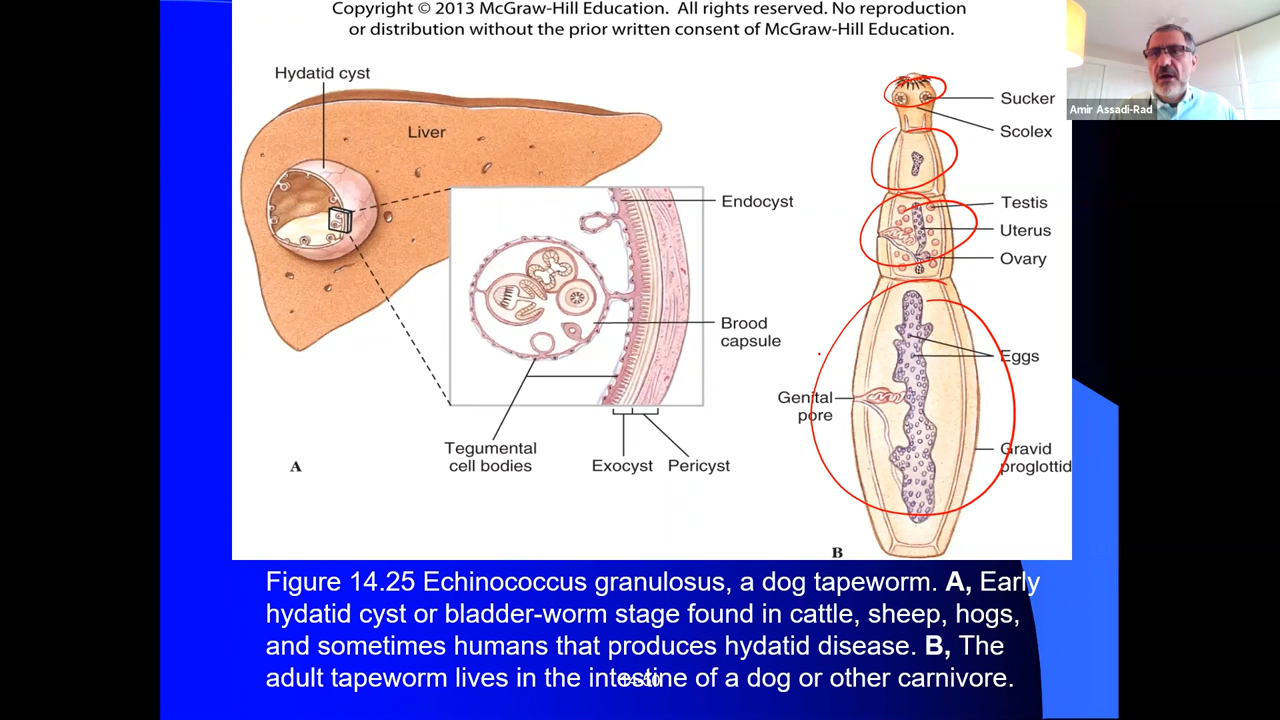 Copyright © 2013 McGraw-Hill Education. All rights reserved. No reproduction
or distribution without the prior written consent of McGraw-Hill Education.
Hydatid cyst
Liver
Endocyst
Brood
capsule
Tegumental
cell bodies
Exocyst
Pericyst
A
Sucker
Scolex
Testis
Uterus
Ovary
Eggs
Genital
pore
Gravid
proglottid
B
Amir Assadi-Rad
Figure 14.25 Echinococcus granulosus, a dog tapeworm. A, Early
hydatid cyst or bladder-worm stage found in cattle, sheep, hogs,
and sometimes humans that produces hydatid disease. B, The
adult tapeworm lives in the intestine of a dog or other carnivore.